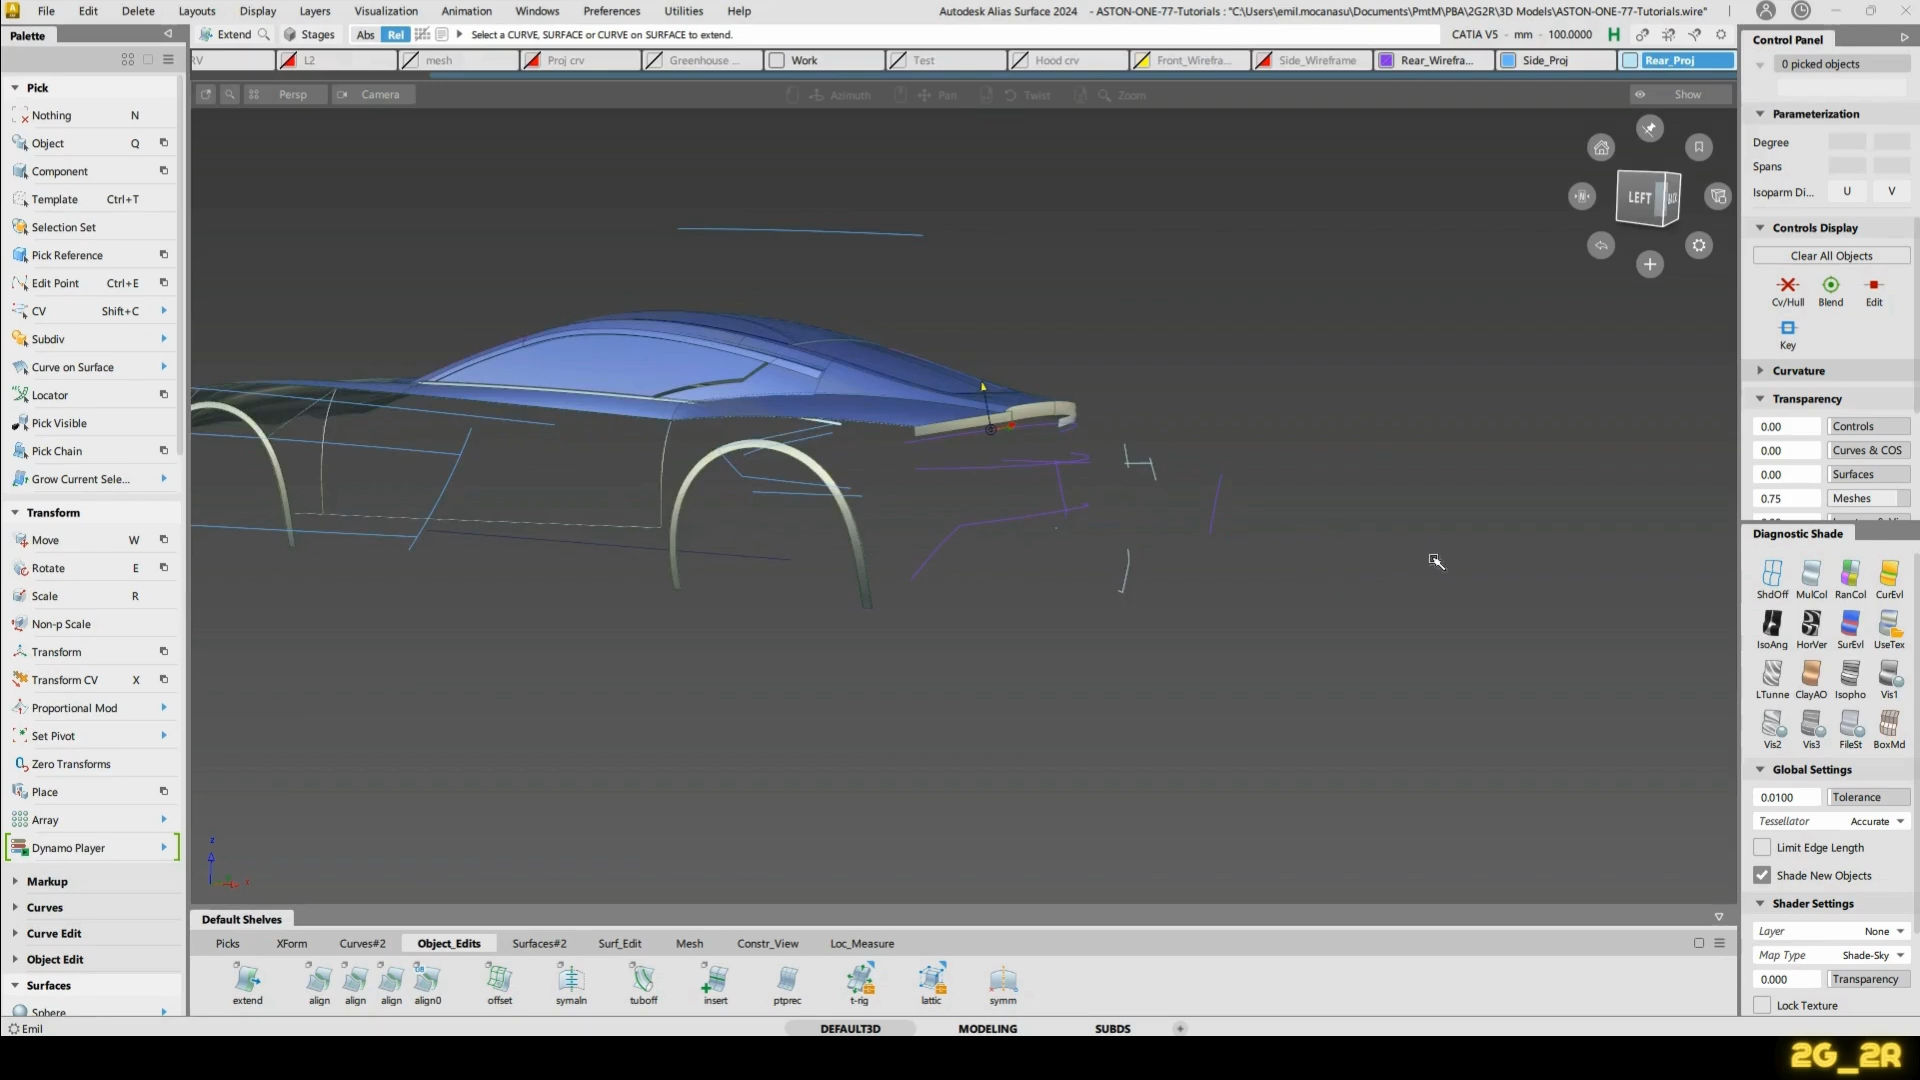 File Edit Delete Layouts Display Layers Visualization Animation Windows Preferences Utilities Help
Autodesk Alias Surface 2024 - ASTON-ONE-77-Tutorials : "C:\Users\emil.mocanasu\Documents\PmtM\PBA\2G2R\3D Models\ASTON-ONE-77-Tutorials.wire"
Palette
Extend
Stages
Abs Rel
Select a CURVE, SURFACE or CURVE on SURFACE to extend.
CATIA V5 - mm - 100.0000
H
RV L2 mesh Proj crv Greenhouse ... Work Test Hood crv Front_Wirefra... Side_Wireframe Rear_Wirefra... Side_Proj Rear_Proj
Persp Camera
Azimuth Pan Twist Zoom
Show
LEFT
BACK
Pick
Nothing N
Object Q
Component
Template Ctrl+T
Selection Set
Pick Reference
Edit Point Ctrl+E
CV Shift+C
Subdiv
Curve on Surface
Locator
Pick Visible
Pick Chain
Grow Current Sele...
Transform
Move W
Rotate E
Scale R
Non-p Scale
Transform
Transform CV X
Proportional Mod
Set Pivot
Zero Transforms
Place
Array
Dynamo Player
Markup
Curves
Curve Edit
Object Edit
Surfaces
Sphere
Emil
z
x
Default Shelves
Picks XForm Curves#2 Object_Edits Surfaces#2 Surf_Edit Mesh Constr_View Loc_Measure
extend align align align align0 offset symaln tuboff insert ptprec t-rig lattic symm
DEFAULT3D MODELING SUBDS +
Control Panel
0 picked objects
Parameterization
Degree
Spans
Isoparm Di... U V
Controls Display
Clear All Objects
Cv/Hull Blend Edit
Key
Curvature
Transparency
0.00 Controls
0.00 Curves & COS
0.00 Surfaces
0.75 Meshes
Diagnostic Shade
ShdOff MulCol RanCol CurEvl
IsoAng HorVer SurEvl UseTex
LTunne ClayAO Isopho Vis1
Vis2 Vis3 FileSt BoxMd
Global Settings
0.0100 Tolerance
Tessellator Accurate
Limit Edge Length
Shade New Objects
Shader Settings
Layer None
Map Type Shade-Sky
0.000 Transparency
Lock Texture
2G_2R